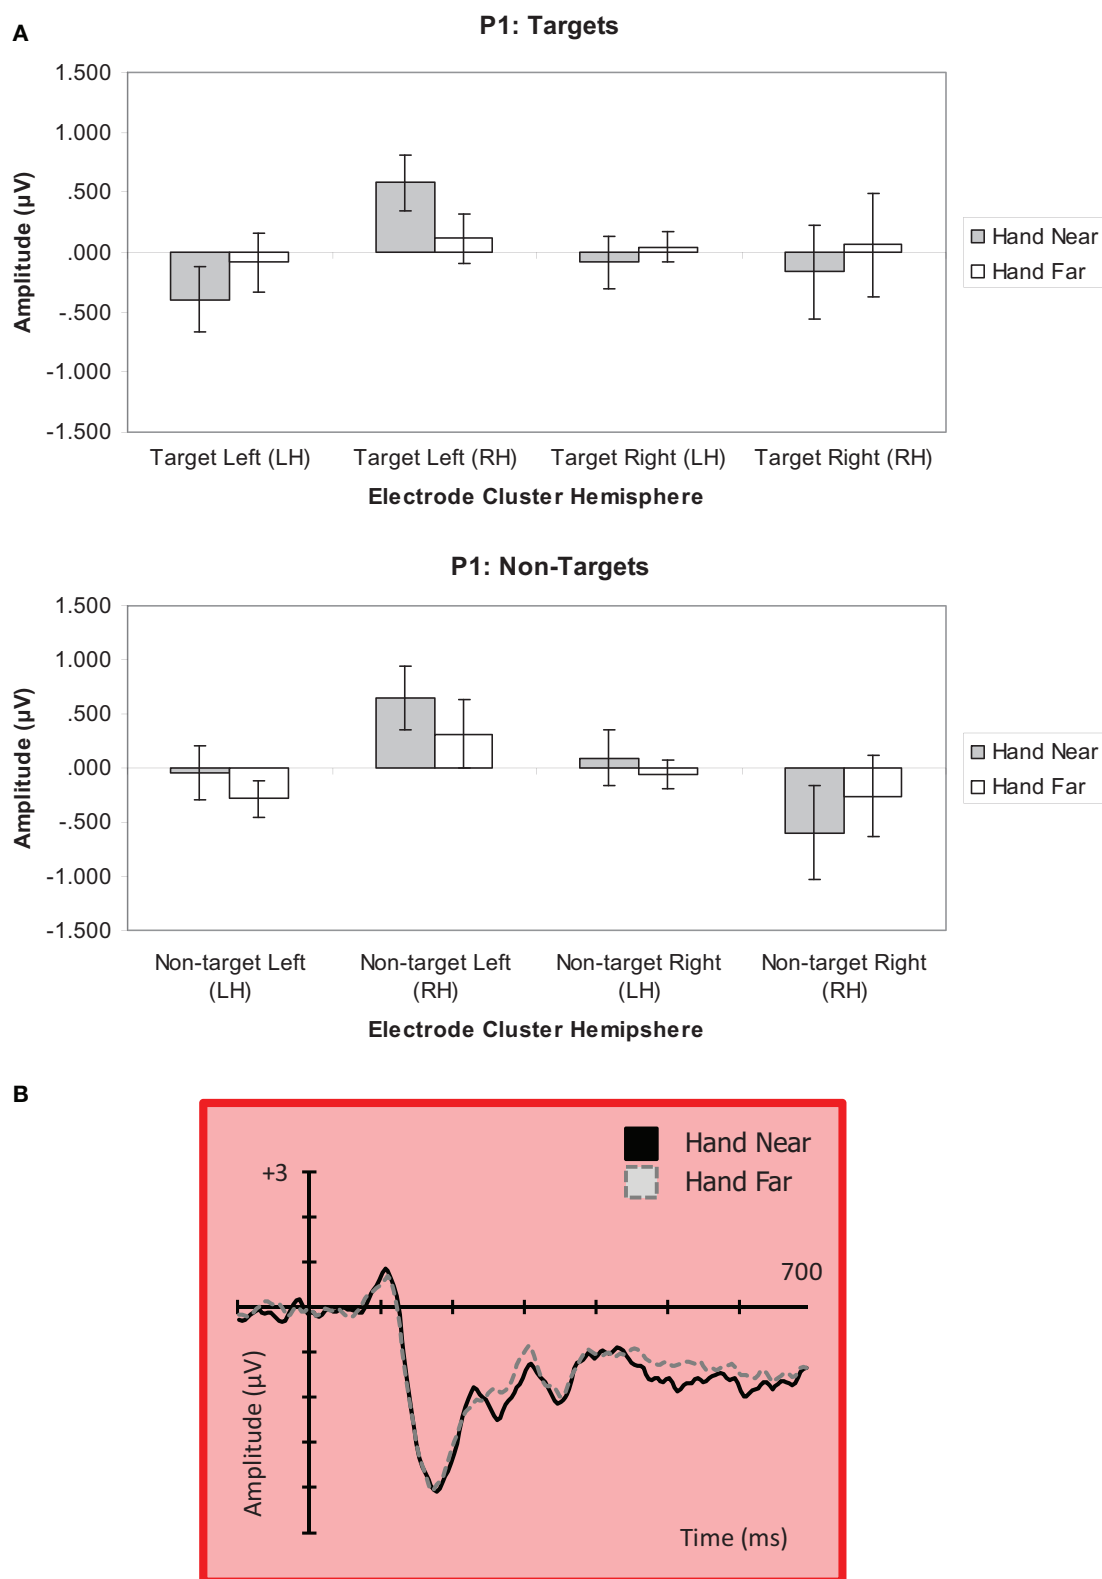 A
P1: Targets
1.500
1.000
.500
.000
-.500
-1.000
-1.500
Amplitude (µV)
Target Left (LH) Target Left (RH) Target Right (LH) Target Right (RH)
Electrode Cluster Hemisphere
Hand Near
Hand Far
P1: Non-Targets
1.500
1.000
.500
.000
-.500
-1.000
-1.500
Amplitude (µV)
Non-target Left Non-target Left Non-target Right Non-target Right
(LH) (RH) (LH) (RH)
Electrode Cluster Hemipshere
Hand Near
Hand Far
B
Hand Near
Hand Far
+3
700
Amplitude (µV)
Time (ms)